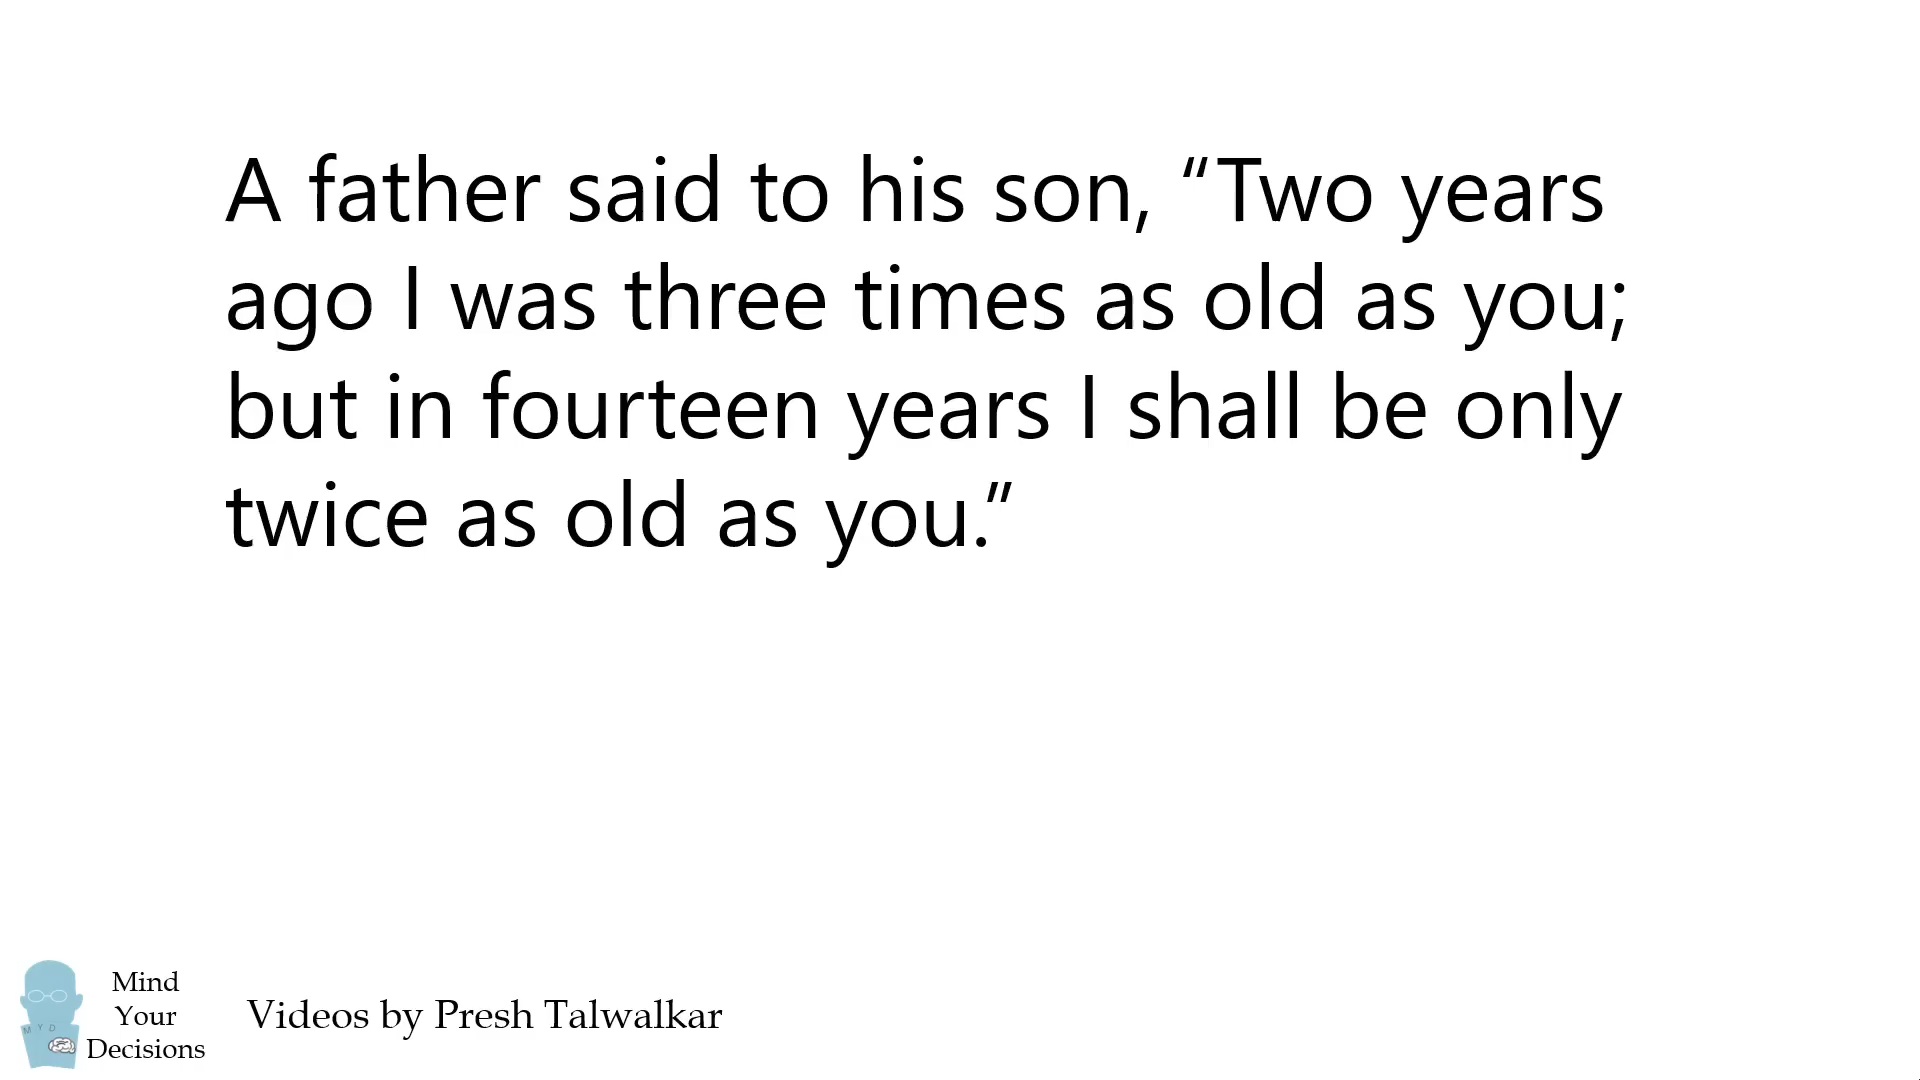 A father said to his son, “Two years
ago I was three times as old as you;
but in fourteen years I shall be only
twice as old as you.”
M Y D
Mind
Your
Decisions
Videos by Presh Talwalkar